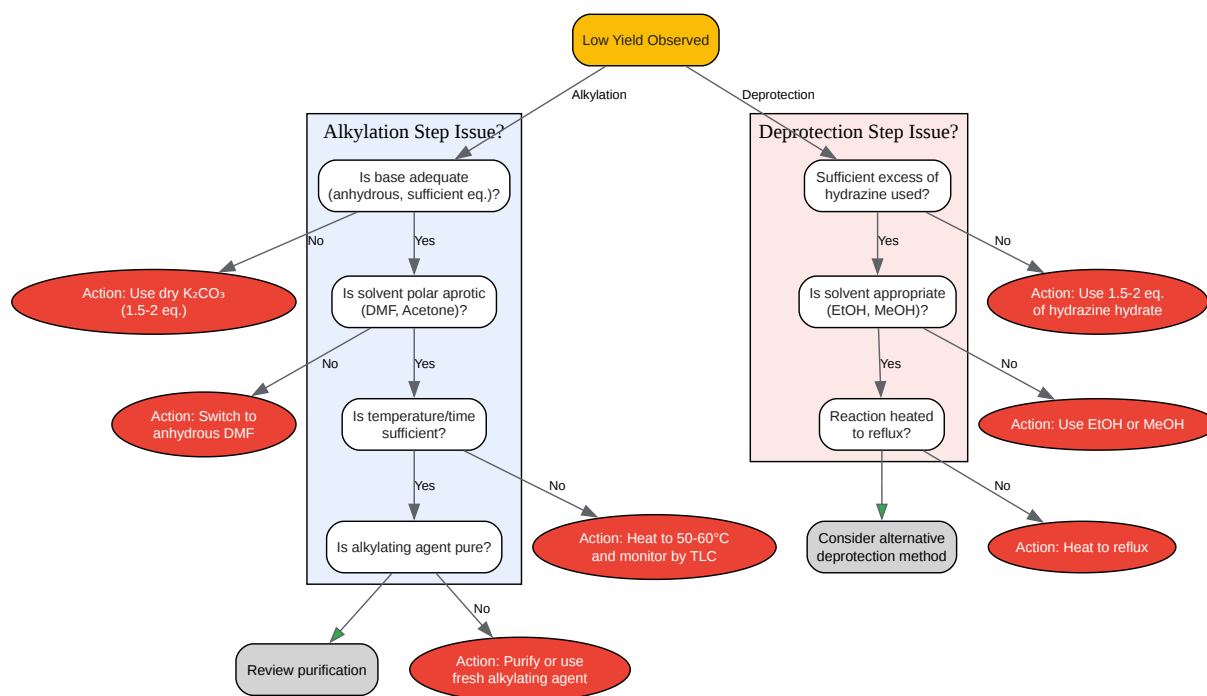 Low Yield Observed
Alkylation
Deprotection
Alkylation Step Issue?
Deprotection Step Issue?
Is base adequate
(anhydrous, sufficient eq.)?
Sufficient excess of
hydrazine used?
No
Yes
Yes
No
Action: Use dry K₂CO₃
(1.5-2 eq.)
Is solvent polar aprotic
(DMF, Acetone)?
Is solvent appropriate
(EtOH, MeOH)?
Action: Use 1.5-2 eq.
of hydrazine hydrate
No
Yes
Yes
No
Action: Switch to
anhydrous DMF
Is temperature/time
sufficient?
Reaction heated
to reflux?
Action: Use EtOH or MeOH
Yes
No
No
Is alkylating agent pure?
Action: Heat to 50-60°C
and monitor by TLC
Consider alternative
deprotection method
Action: Heat to reflux
No
Review purification
Action: Purify or use
fresh alkylating agent